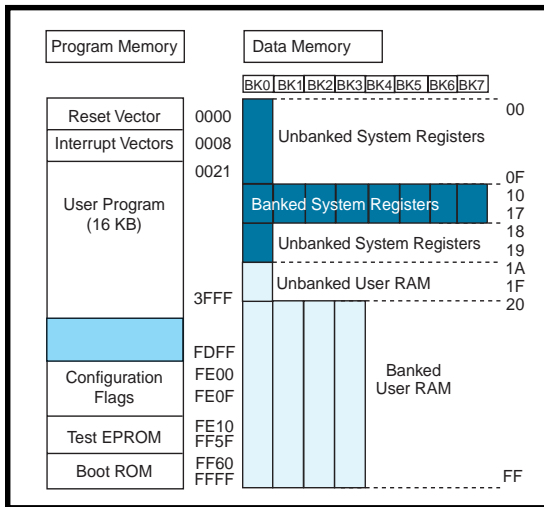 Program Memory
Data Memory
BK0 BK1 BK2 BK3 BK4 BK5 BK6 BK7
Reset Vector 0000
Interrupt Vectors 0008
0021
User Program
(16 KB)
3FFF
FDFF
Configuration
Flags
FE00
FE0F
Test EPROM
FE10
FF5F
Boot ROM
FF60
FFFF
00
Unbanked System Registers
0F
Banked System Registers
10
17
Unbanked System Registers
18
19
Unbanked User RAM
1A
1F
20
Banked
User RAM
FF